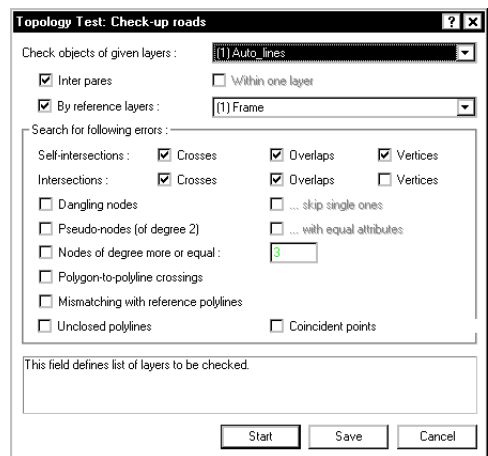 Topology Test: Check-up roads
Check objects of given layers : (1) Auto_lines
Inter pares Within one layer
By reference layers : (1) Frame
Search for following errors :
Self-intersections : Crosses Overlaps Vertices
Intersections : Crosses Overlaps Vertices
Dangling nodes ... skip single ones
Pseudo-nodes (of degree 2) ... with equal attributes
Nodes of degree more or equal : 3
Polygon-to-polyline crossings
Mismatching with reference polylines
Unclosed polylines Coincident points
This field defines list of layers to be checked.
Start Save Cancel